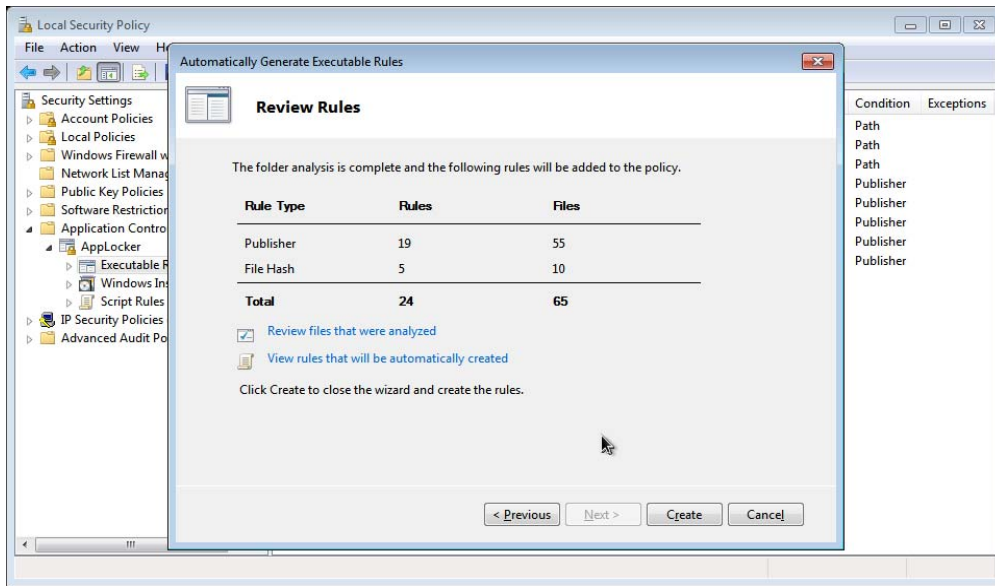 Local Security Policy
File Action View He
Security Settings
Account Policies
Local Policies
Windows Firewall w
Network List Manag
Public Key Policies
Software Restriction
Application Contro
AppLocker
Executable R
Windows Ins
Script Rules
IP Security Policies
Advanced Audit Po
Automatically Generate Executable Rules
Review Rules
The folder analysis is complete and the following rules will be added to the policy.
Rule Type Rules Files
Publisher 19 55
File Hash 5 10
Total 24 65
Review files that were analyzed
View rules that will be automatically created
Click Create to close the wizard and create the rules.
< Previous Next > Create Cancel
Condition Exceptions
Path
Path
Path
Publisher
Publisher
Publisher
Publisher
Publisher